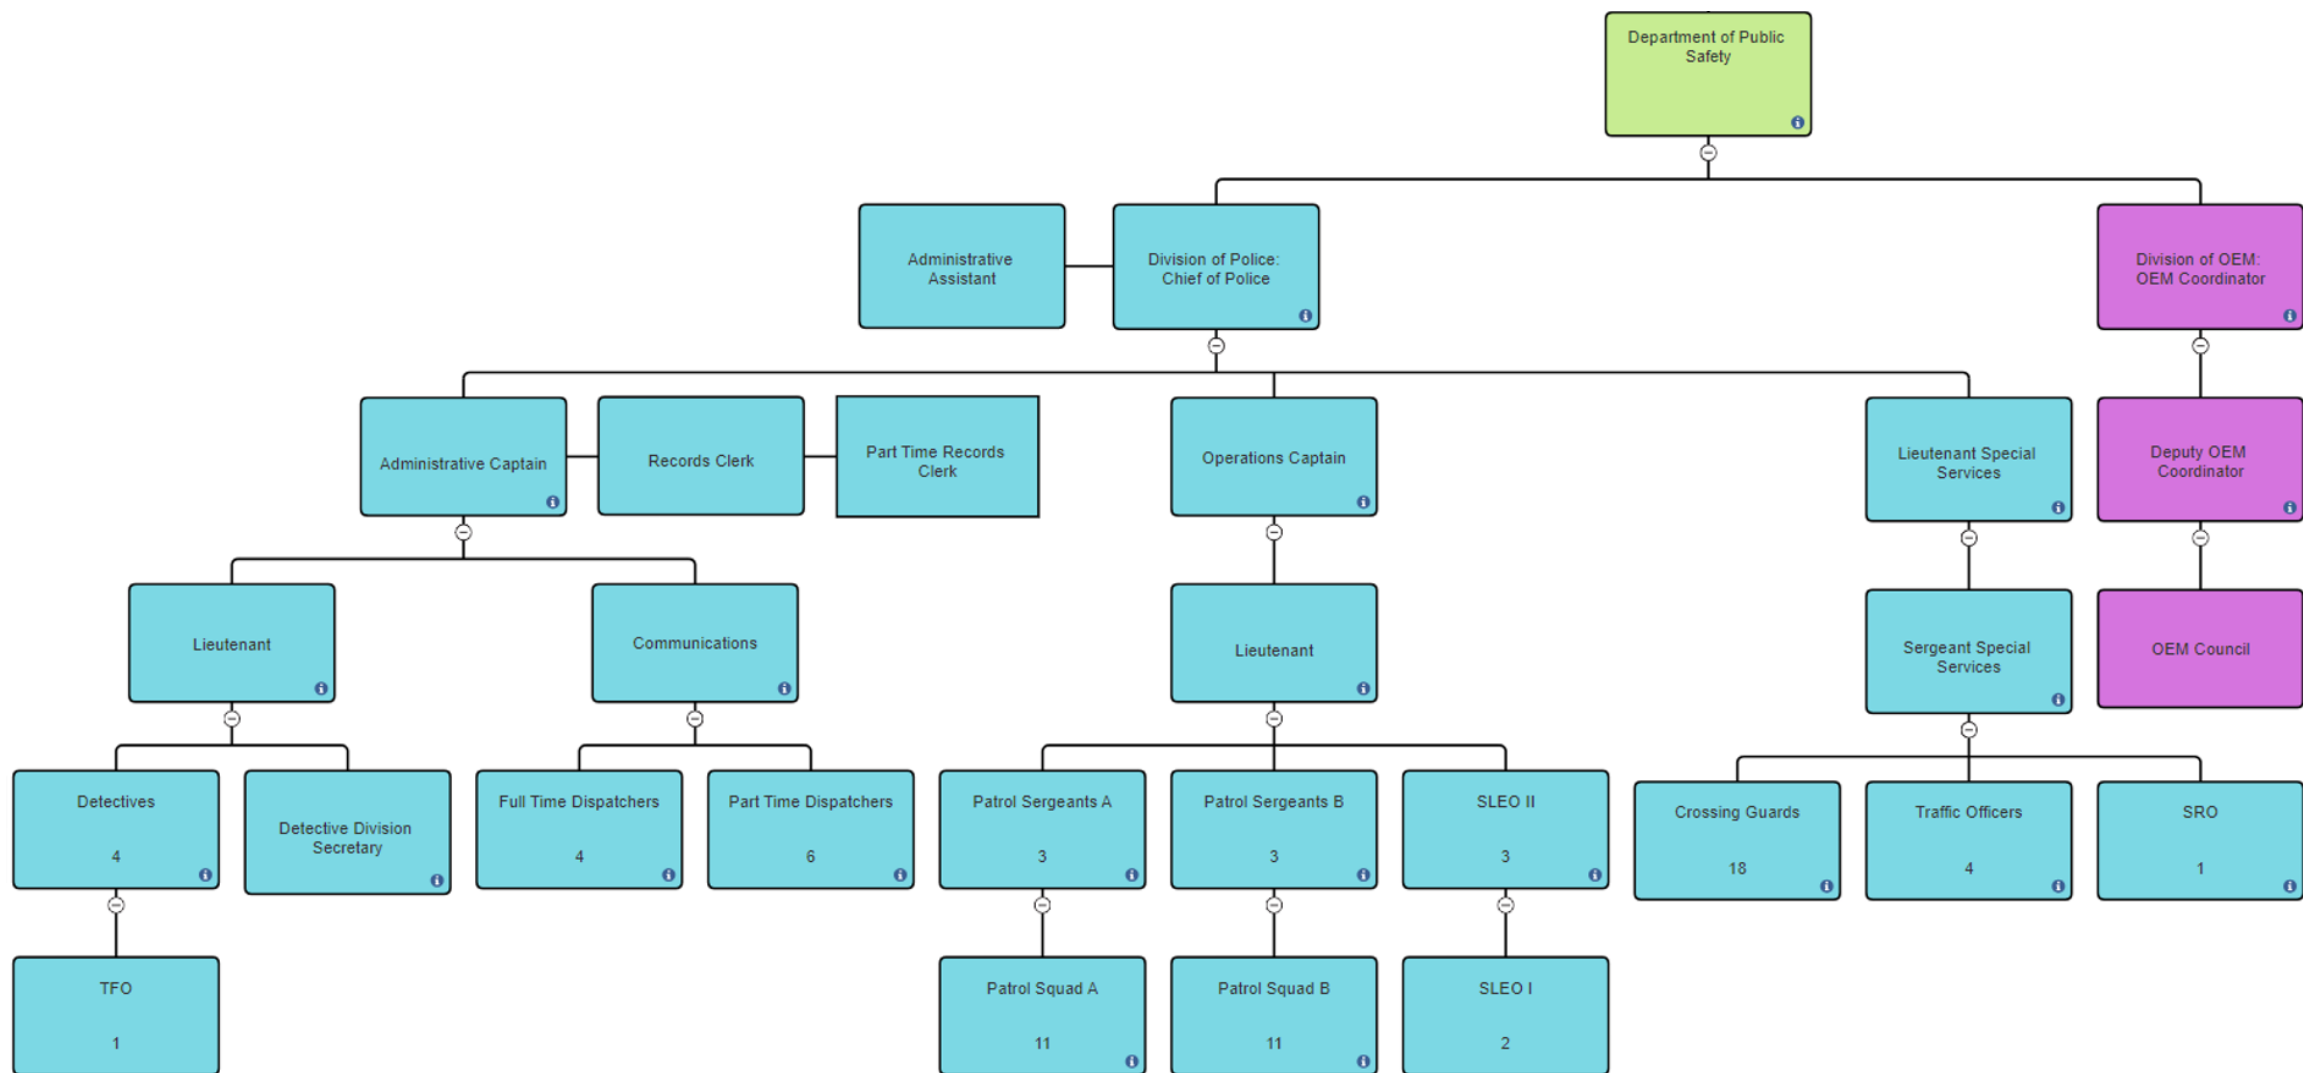 Department of Public
Safety
Administrative
Assistant
Division of Police:
Chief of Police
Division of OEM:
OEM Coordinator
Administrative Captain
Records Clerk
Part Time Records
Clerk
Operations Captain
Lieutenant Special
Services
Deputy OEM
Coordinator
Lieutenant
Communications
Lieutenant
Sergeant Special
Services
OEM Council
Detectives
4
Detective Division
Secretary
Full Time Dispatchers
4
Part Time Dispatchers
6
Patrol Sergeants A
3
Patrol Sergeants B
3
SLEO II
3
Crossing Guards
18
Traffic Officers
4
SRO
1
TFO
1
Patrol Squad A
11
Patrol Squad B
11
SLEO I
2